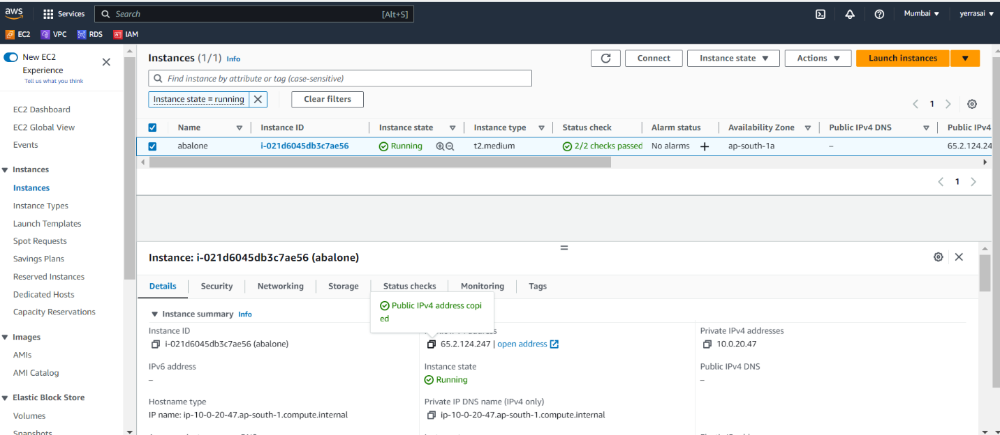 aws Services Search [Alt+S] Mumbai yerrasai
EC2 VPC RDS IAM
New EC2
Experience
Tell us what you think
EC2 Dashboard
EC2 Global View
Events
Instances
Instances
Instance Types
Launch Templates
Spot Requests
Savings Plans
Reserved Instances
Dedicated Hosts
Capacity Reservations
Images
AMIs
AMI Catalog
Elastic Block Store
Volumes
Snapshots
Instances (1/1) Info Connect Instance state Actions Launch instances
Find instance by attribute or tag (case-sensitive)
Instance state = running Clear filters
1
Name Instance ID Instance state Instance type Status check Alarm status Availability Zone Public IPv4 DNS Public IPv4
abalone i-021d6045db3c7ae56 Running t2.medium 2/2 checks passed No alarms + ap-south-1a – 65.2.124.24
1
Instance: i-021d6045db3c7ae56 (abalone)
Details Security Networking Storage Status checks Monitoring Tags
Public IPv4 address copi
ed
Instance summary Info
Instance ID
i-021d6045db3c7ae56 (abalone)
65.2.124.247 | open address
Private IPv4 addresses
10.0.20.47
IPv6 address
–
Instance state
Running
Public IPv4 DNS
–
Hostname type
IP name: ip-10-0-20-47.ap-south-1.compute.internal
Private IP DNS name (IPv4 only)
ip-10-0-20-47.ap-south-1.compute.internal